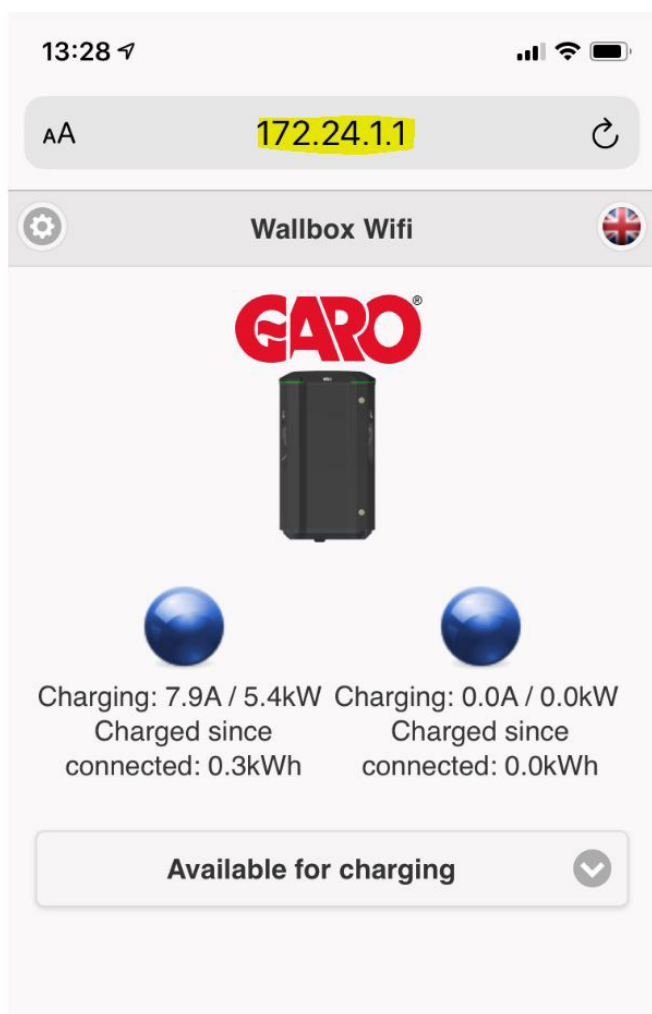 13:28
AA
172.24.1.1
Wallbox Wifi
GARO®
Charging: 7.9A / 5.4kW
Charged since
connected: 0.3kWh
Charging: 0.0A / 0.0kW
Charged since
connected: 0.0kWh
Available for charging